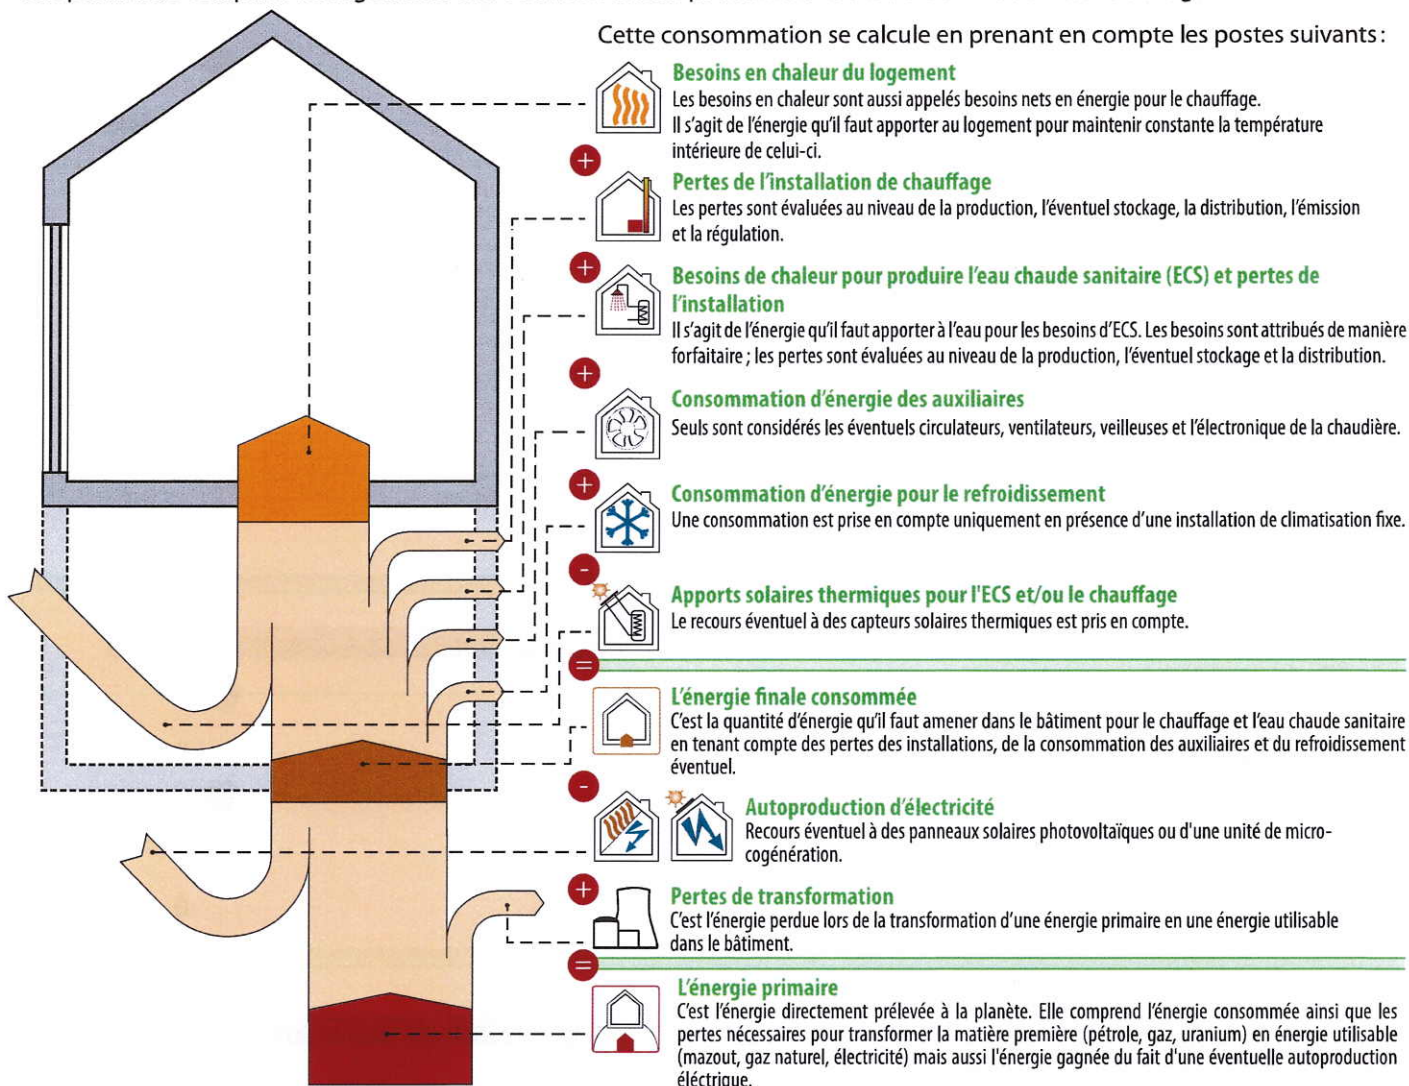 Cette consommation se calcule en prenant en compte les postes suivants :
Besoins en chaleur du logement
Les besoins en chaleur sont aussi appelés besoins nets en énergie pour le chauffage.
Il s'agit de l'énergie qu'il faut apporter au logement pour maintenir constante la température
intérieure de celui-ci.
+
Pertes de l'installation de chauffage
Les pertes sont évaluées au niveau de la production, l'éventuel stockage, la distribution, l'émission
et la régulation.
+
Besoins de chaleur pour produire l'eau chaude sanitaire (ECS) et pertes de
l'installation
Il s'agit de l'énergie qu'il faut apporter à l'eau pour les besoins d'ECS. Les besoins sont attribués de manière
forfaitaire ; les pertes sont évaluées au niveau de la production, l'éventuel stockage et la distribution.
+
Consommation d'énergie des auxiliaires
Seuls sont considérés les éventuels circulateurs, ventilateurs, veilleuses et l'électronique de la chaudière.
+
Consommation d'énergie pour le refroidissement
Une consommation est prise en compte uniquement en présence d'une installation de climatisation fixe.
-
Apports solaires thermiques pour l'ECS et/ou le chauffage
Le recours éventuel à des capteurs solaires thermiques est pris en compte.
=
L'énergie finale consommée
C'est la quantité d'énergie qu'il faut amener dans le bâtiment pour le chauffage et l'eau chaude sanitaire
en tenant compte des pertes des installations, de la consommation des auxiliaires et du refroidissement
éventuel.
-
Autoproduction d'électricité
Recours éventuel à des panneaux solaires photovoltaïques ou d'une unité de micro-
cogénération.
+
Pertes de transformation
C'est l'énergie perdue lors de la transformation d'une énergie primaire en une énergie utilisable
dans le bâtiment.
=
L'énergie primaire
C'est l'énergie directement prélevée à la planète. Elle comprend l'énergie consommée ainsi que les
pertes nécessaires pour transformer la matière première (pétrole, gaz, uranium) en énergie utilisable
(mazout, gaz naturel, électricité) mais aussi l'énergie gagnée du fait d'une éventuelle autoproduction
éléctrique.